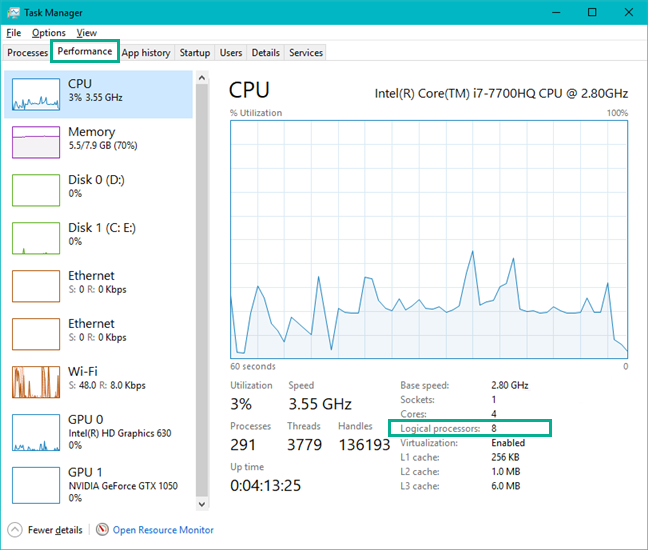 Task Manager
File Options View
Processes Performance App history Startup Users Details Services
CPU
3% 3.55 GHz
Memory
5.5/7.9 GB (70%)
Disk 0 (D:)
0%
Disk 1 (C: E:)
0%
Ethernet
S: 0 R: 0 Kbps
Ethernet
S: 0 R: 0 Kbps
Wi-Fi
S: 48.0 R: 8.0 Kbps
GPU 0
Intel(R) HD Graphics 630
0%
GPU 1
NVIDIA GeForce GTX 1050
0%
CPU Intel(R) Core(TM) i7-7700HQ CPU @ 2.80GHz
% Utilization 100%
60 seconds 0
Utilization Speed
3% 3.55 GHz
Processes Threads Handles
291 3779 136193
Up time
0:04:13:25
Base speed: 2.80 GHz
Sockets: 1
Cores: 4
Logical processors: 8
Virtualization: Enabled
L1 cache: 256 KB
L2 cache: 1.0 MB
L3 cache: 6.0 MB
Fewer details Open Resource Monitor